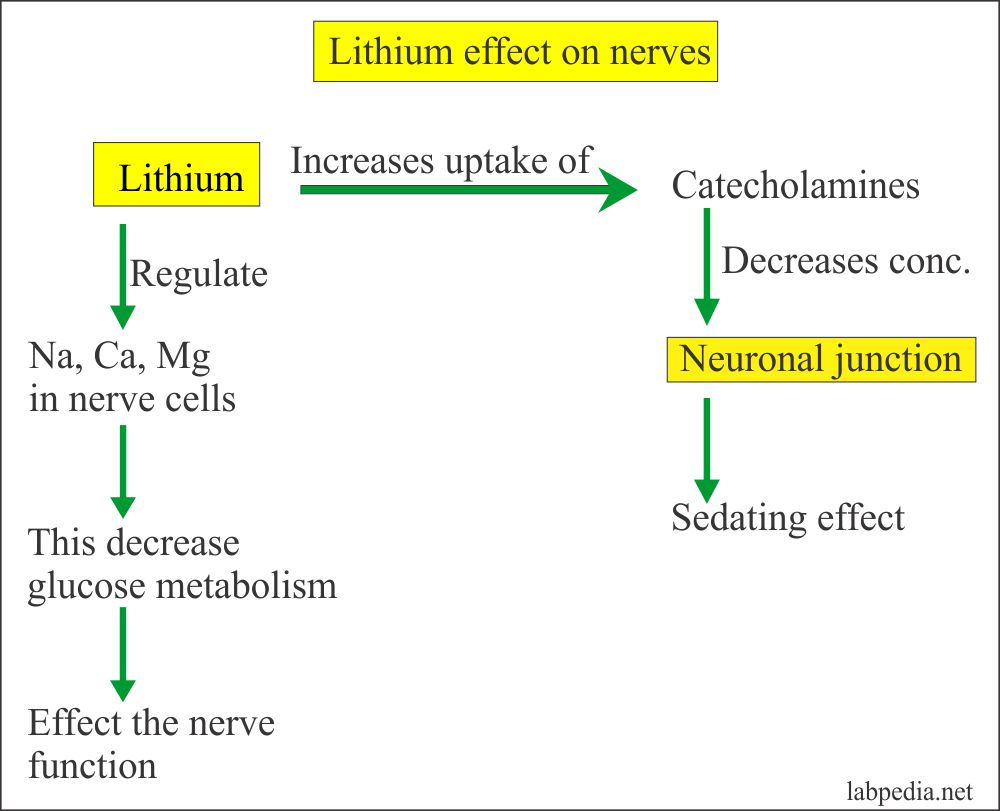 Lithium effect on nerves
Lithium
Increases uptake of
Catecholamines
Regulate
Decreases conc.
Na, Ca, Mg
in nerve cells
Neuronal junction
Sedating effect
This decrease
glucose metabolism
Effect the nerve
function
labpedia.net